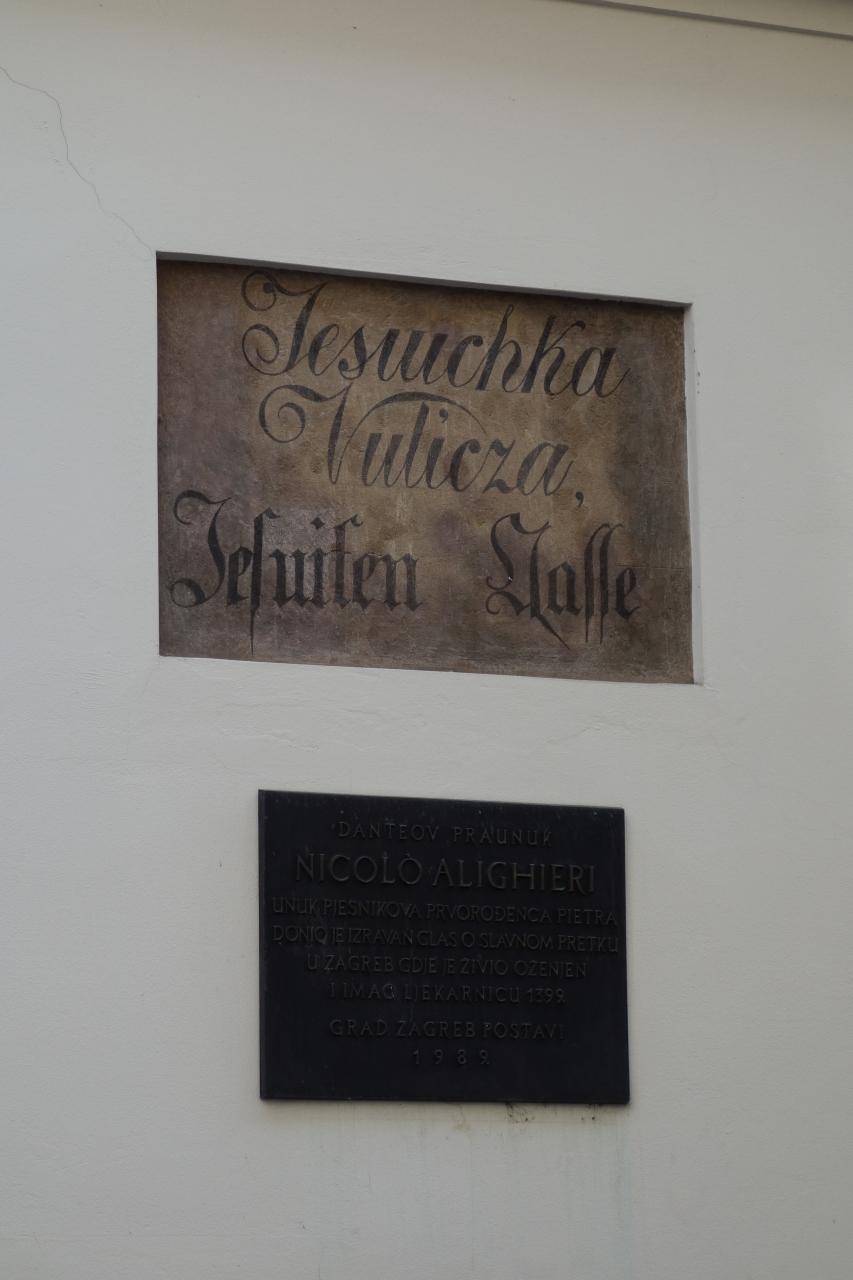 Jesuichka
Vulicza,
Jeſuiten Gaſſe
DANTEOV PRAUNUK
NICOLÒ ALIGHIERI
UNUK PJESNIKOVA PRVOROĐENCA PIETRA
DONIO JE IZRAVAN GLAS O SLAVNOM PRETKU
U ZAGREB GDJE JE ŽIVIO OŽENJEN
I IMAO LJEKARNICU 1399.
GRAD ZAGREB POSTAVI
1989.